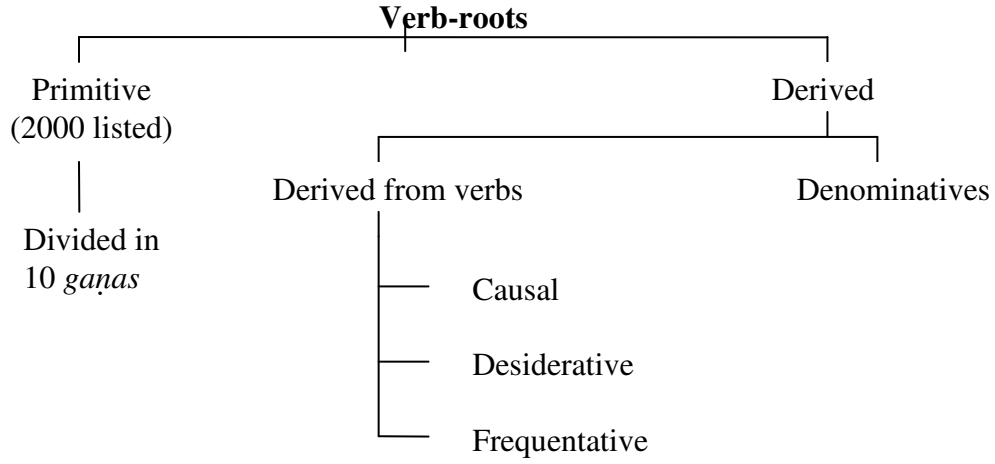 Verb-roots
Primitive
(2000 listed)
Derived
Derived from verbs
Denominatives
Divided in
10 gaṇas
Causal
Desiderative
Frequentative